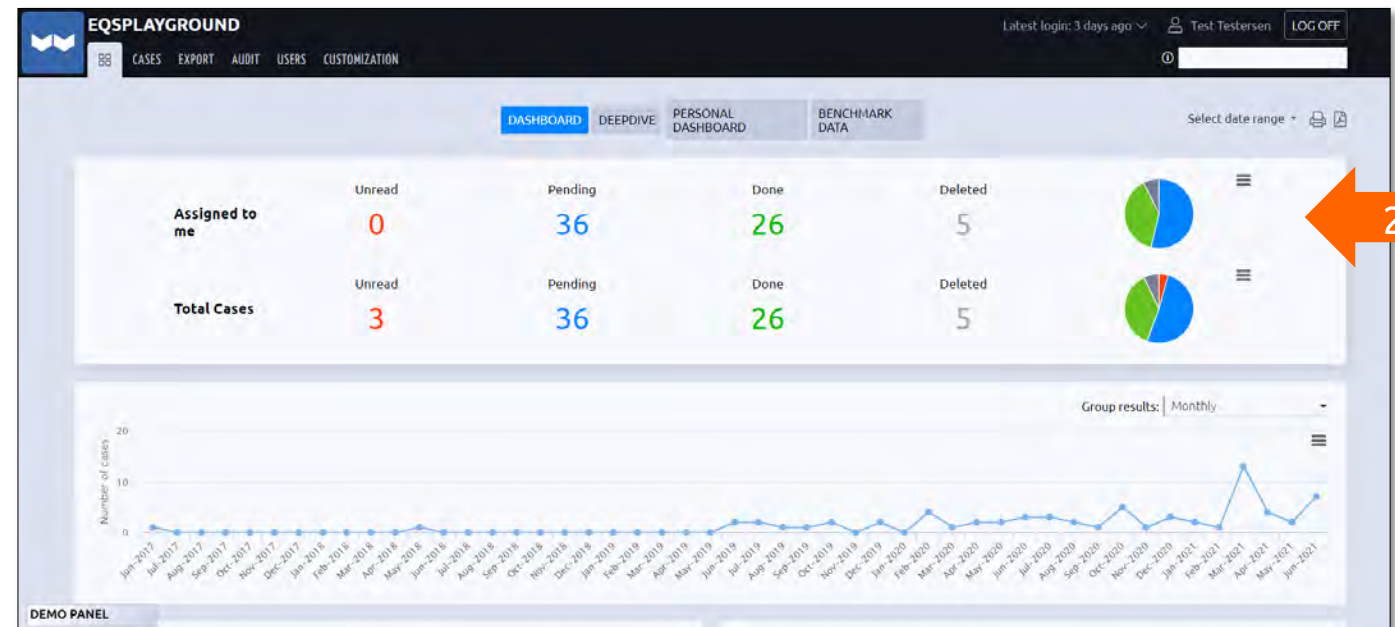 EQSPLAYGROUND
Latest login: 3 days ago
Test Testersen
LOG OFF
CASES EXPORT AUDIT USERS CUSTOMIZATION
DASHBOARD
DEEPDIVE
PERSONAL
DASHBOARD
BENCHMARK
DATA
Select date range
Unread Pending Done Deleted
Assigned to
me
0 36 26 5
2
Unread Pending Done Deleted
Total Cases
3 36 26 5
Group results: Monthly
Number of cases
20
10
0
Jun-2017 Jul-2017 Aug-2017 Sep-2017 Oct-2017 Nov-2017 Dec-2017 Jan-2018 Feb-2018 Mar-2018 Apr-2018 May-2018 Jun-2018 Jul-2018 Aug-2018 Sep-2018 Oct-2018 Nov-2018 Dec-2018 Jan-2019 Feb-2019 Mar-2019 Apr-2019 May-2019 Jun-2019 Jul-2019 Aug-2019 Sep-2019 Oct-2019 Nov-2019 Dec-2019 Jan-2020 Feb-2020 Mar-2020 Apr-2020 May-2020 Jun-2020 Jul-2020 Aug-2020 Sep-2020 Oct-2020 Nov-2020 Dec-2020 Jan-2021 Feb-2021 Mar-2021 Apr-2021 May-2021 Jun-2021
DEMO PANEL